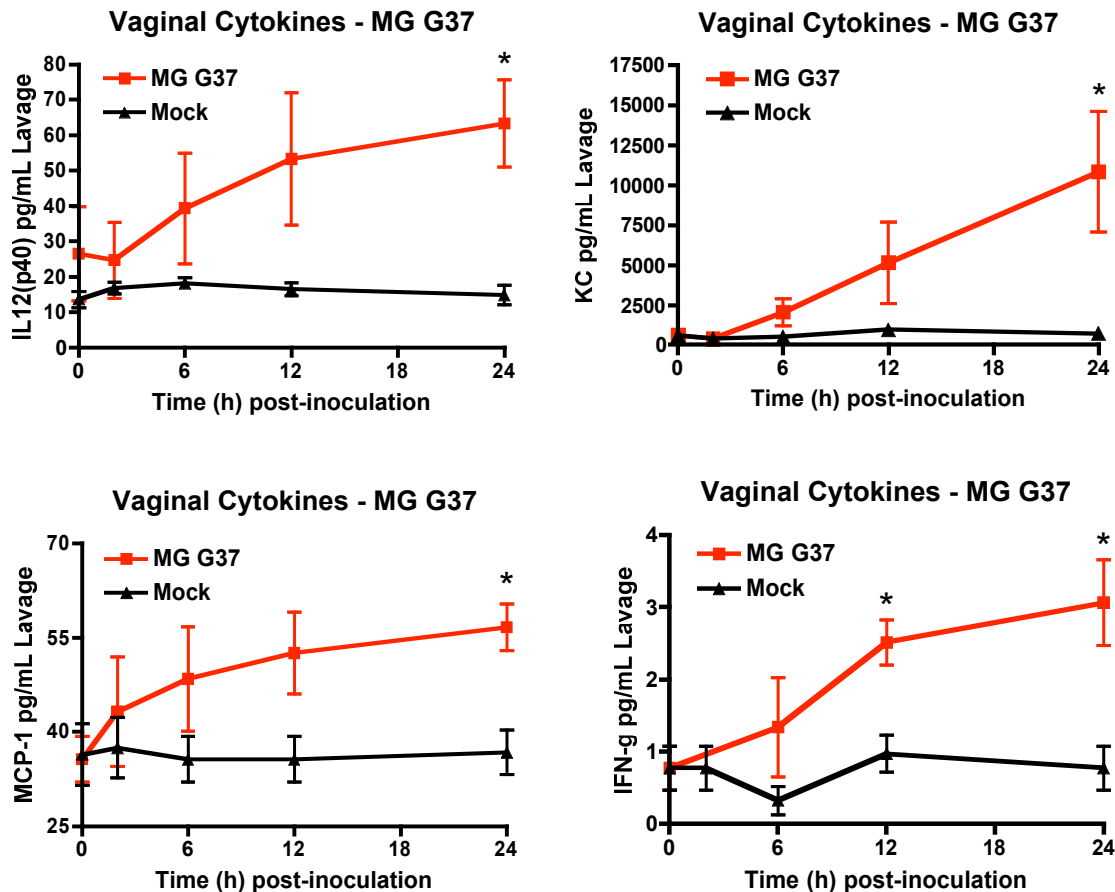 Vaginal Cytokines - MG G37
IL12(p40) pg/mL Lavage
80
70
60
50
40
30
20
10
0
MG G37
Mock
*
0
6
12
18
24
Time (h) post-inoculation
Vaginal Cytokines - MG G37
KC pg/mL Lavage
17500
15000
12500
10000
7500
5000
2500
0
MG G37
Mock
*
0
6
12
18
24
Time (h) post-inoculation
Vaginal Cytokines - MG G37
MCP-1 pg/mL Lavage
70
55
40
25
MG G37
Mock
*
0
6
12
18
24
Time (h) post-inoculation
Vaginal Cytokines - MG G37
IFN-g pg/mL Lavage
4
3
2
1
0
MG G37
Mock
*
*
0
6
12
18
24
Time (h) post-inoculation